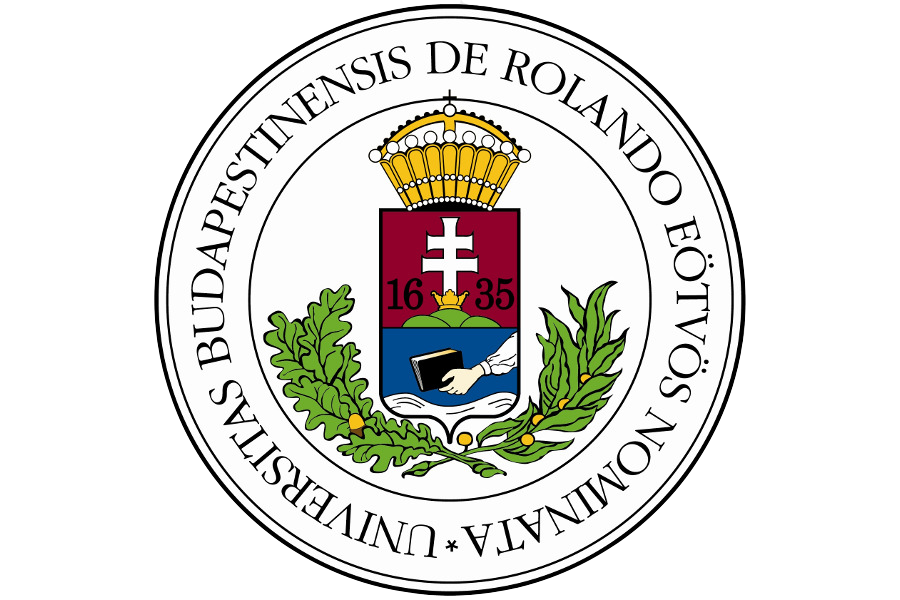 UNIVERSITAS BUDAPESTINENSIS DE ROLANDO EÖTVÖS NOMINATA *
16 35